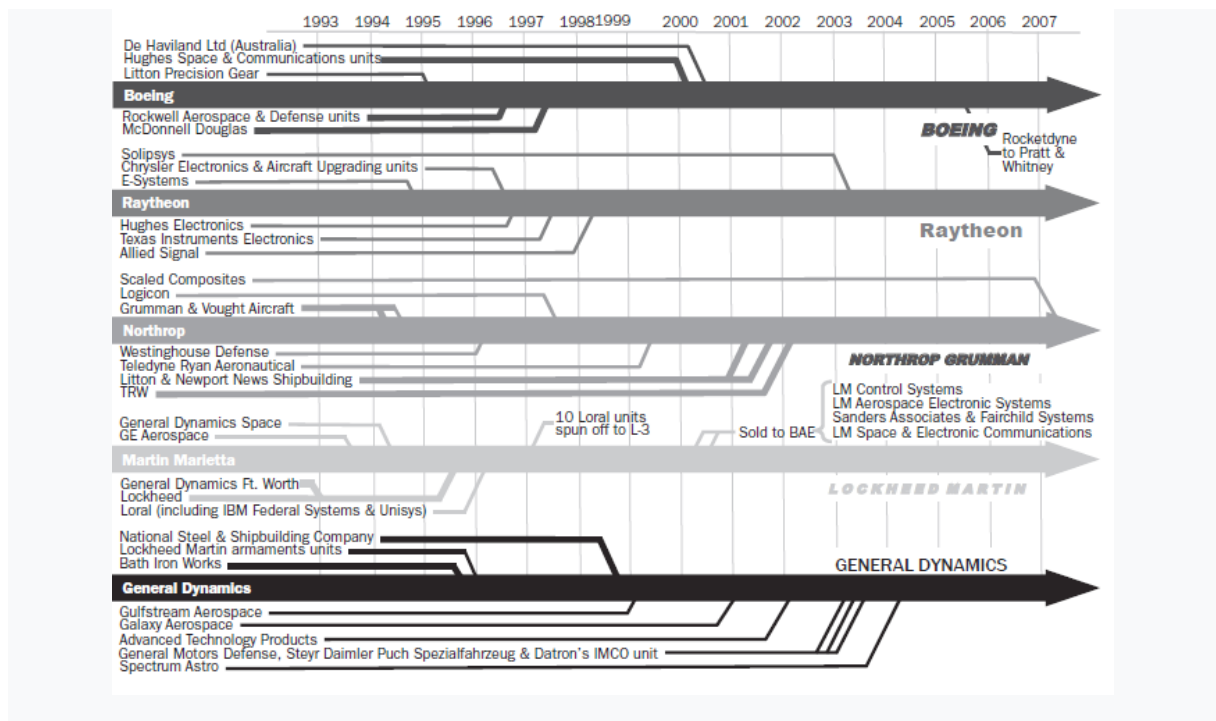 1993 1994 1995 1996 1997 1998 1999 2000 2001 2002 2003 2004 2005 2006 2007
De Haviland Ltd (Australia)
Hughes Space & Communications units
Litton Precision Gear
Boeing
Rockwell Aerospace & Defense units
McDonnell Douglas
BOEING
Rocketdyne
to Pratt &
Whitney
Solipsys
Chrysler Electronics & Aircraft Upgrading units
E-Systems
Raytheon
Hughes Electronics
Texas Instruments Electronics
Allied Signal
Raytheon
Scaled Composites
Logicon
Grumman & Vought Aircraft
Northrop
Westinghouse Defense
Teledyne Ryan Aeronautical
Litton & Newport News Shipbuilding
TRW
NORTHROP GRUMMAN
General Dynamics Space
GE Aerospace
10 Loral units
spun off to L-3
Sold to BAE
LM Control Systems
LM Aerospace Electronic Systems
Sanders Associates & Fairchild Systems
LM Space & Electronic Communications
Martin Marietta
General Dynamics Ft. Worth
Lockheed
Loral (including IBM Federal Systems & Unisys)
LOCKHEED MARTIN
National Steel & Shipbuilding Company
Lockheed Martin armaments units
Bath Iron Works
GENERAL DYNAMICS
General Dynamics
Gulfstream Aerospace
Galaxy Aerospace
Advanced Technology Products
General Motors Defense, Steyr Daimler Puch Spezialfahrzeug & Datron's IMCO unit
Spectrum Astro